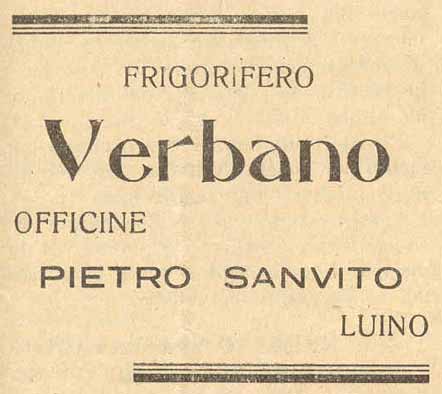 FRIGORIFERO
Verbano
OFFICINE
PIETRO SANVITO
LUINO